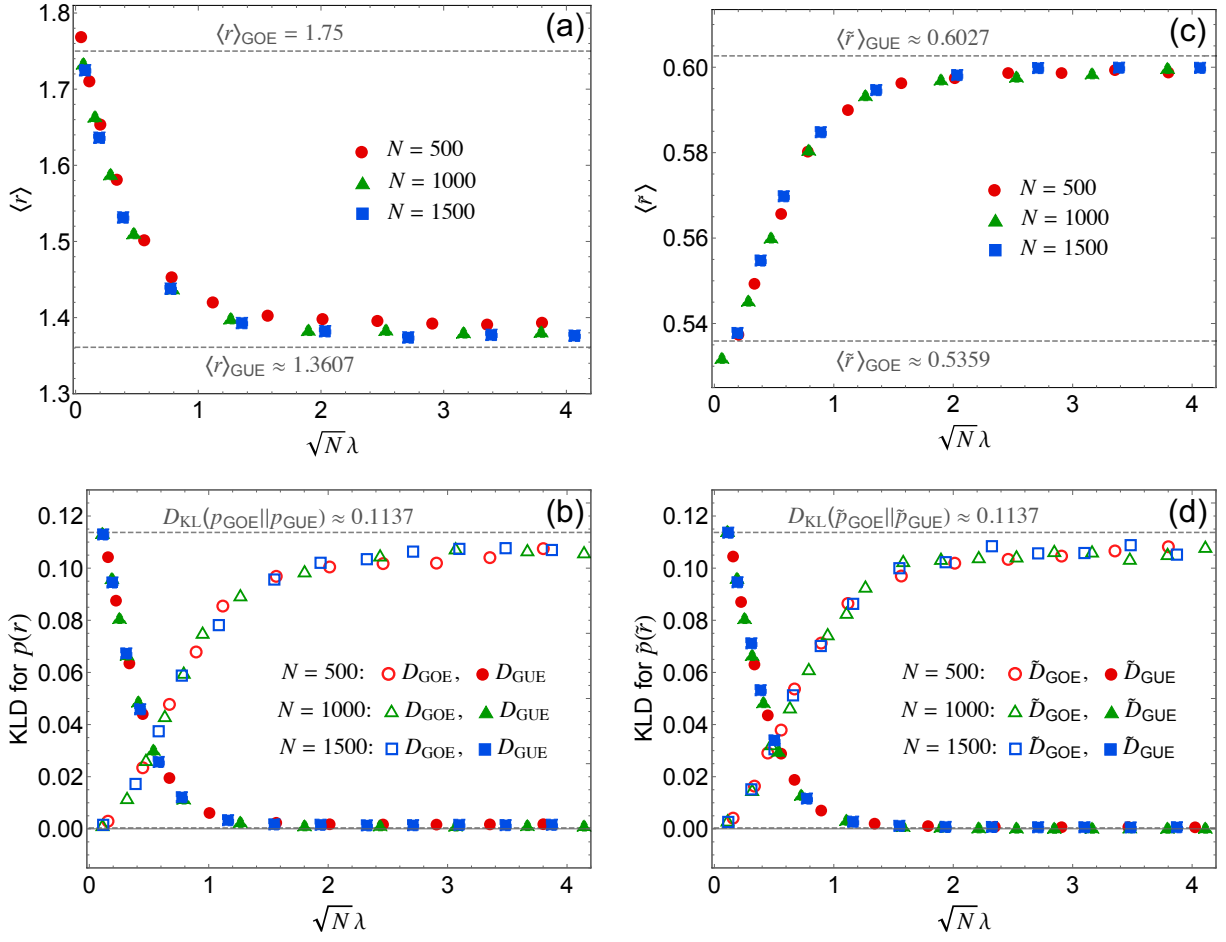 (a)
⟨r⟩GOE = 1.75
1.8
1.7
1.6
1.5
1.4
1.3
⟨r⟩
N = 500
N = 1000
N = 1500
⟨r⟩GUE ≈ 1.3607
0 1 2 3 4
√N λ
(c)
⟨r̃⟩GUE ≈ 0.6027
0.60
0.58
0.56
0.54
⟨r̃⟩
N = 500
N = 1000
N = 1500
⟨r̃⟩GOE ≈ 0.5359
0 1 2 3 4
√N λ
(b)
DKL(pGOE||pGUE) ≈ 0.1137
0.12
0.10
0.08
0.06
0.04
0.02
0.00
KLD for p(r)
N = 500: DGOE, DGUE
N = 1000: DGOE, DGUE
N = 1500: DGOE, DGUE
0 1 2 3 4
√N λ
(d)
DKL(p̃GOE||p̃GUE) ≈ 0.1137
0.12
0.10
0.08
0.06
0.04
0.02
0.00
KLD for p̃(r̃)
N = 500: D̃GOE, D̃GUE
N = 1000: D̃GOE, D̃GUE
N = 1500: D̃GOE, D̃GUE
0 1 2 3 4
√N λ